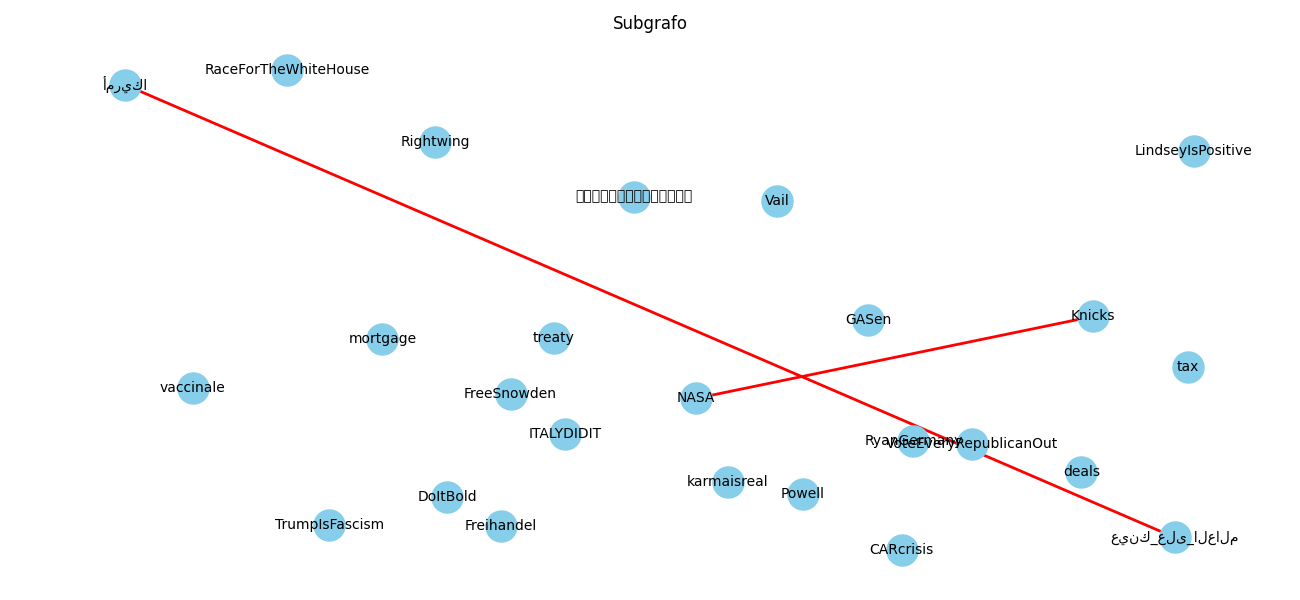 Subgrafo
RaceForTheWhiteHouse
أمريكا
Rightwing
LindseyIsPositive
Vail
Knicks
GASen
mortgage
treaty
tax
vaccinale
FreeSnowden
NASA
ITALYDIDIT
RyanGermany
VoteEveryRepublicanOut
deals
karmaisreal
Powell
DoItBold
TrumpIsFascism
Freihandel
عينك_على_العالم
CARcrisis